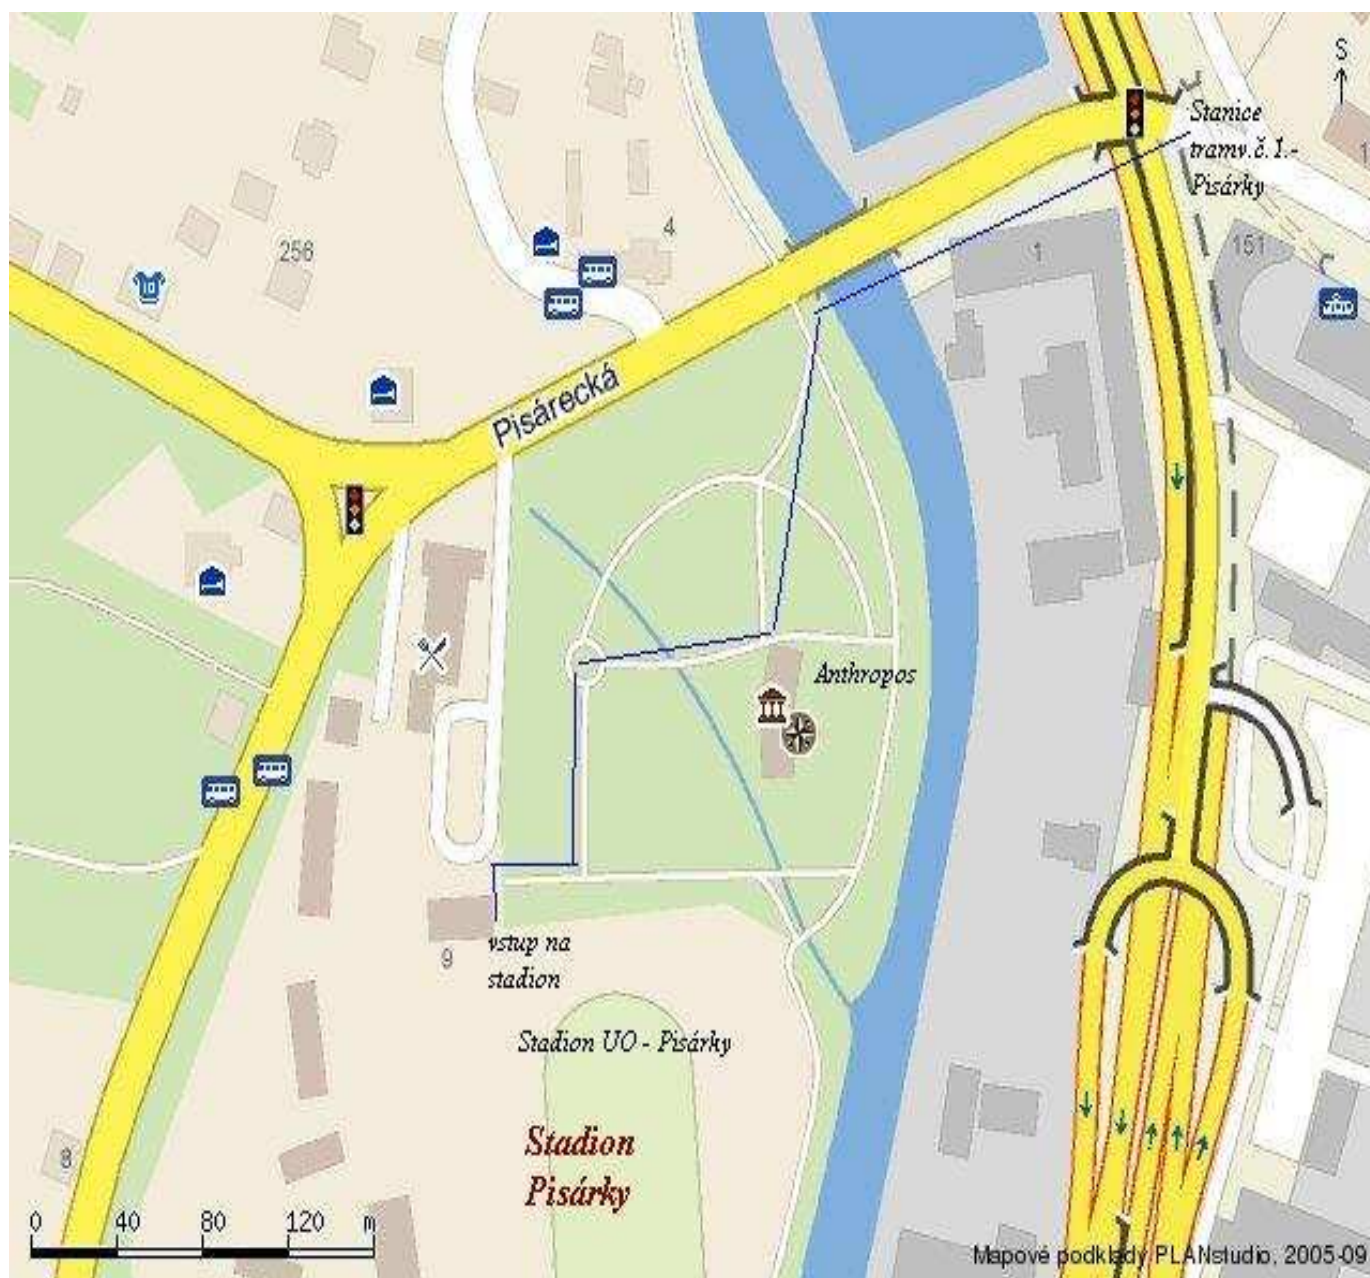 S
Stanice
tramv.č.1.-
Pisárky
1
256
4
1
151
Pisárecká
Anthropos
9
vstup na
stadion
Stadion UO - Pisárky
Stadion
Pisárky
8
0 40 80 120 m
Mapové podklady PLANstudio, 2005-09